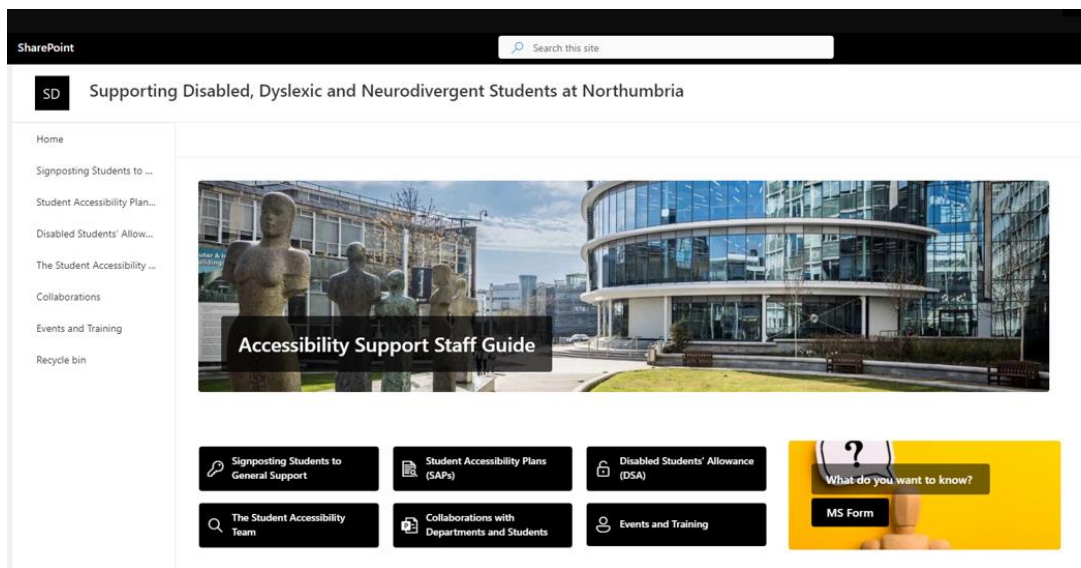 SharePoint
Search this site
SD
Supporting Disabled, Dyslexic and Neurodivergent Students at Northumbria
Home
Signposting Students to ...
Student Accessibility Plan...
Disabled Students' Allow...
The Student Accessibility ...
Collaborations
Events and Training
Recycle bin
Accessibility Support Staff Guide
Signposting Students to
General Support
Student Accessibility Plans
(SAPs)
Disabled Students' Allowance
(DSA)
The Student Accessibility
Team
Collaborations with
Departments and Students
Events and Training
?
What do you want to know?
MS Form